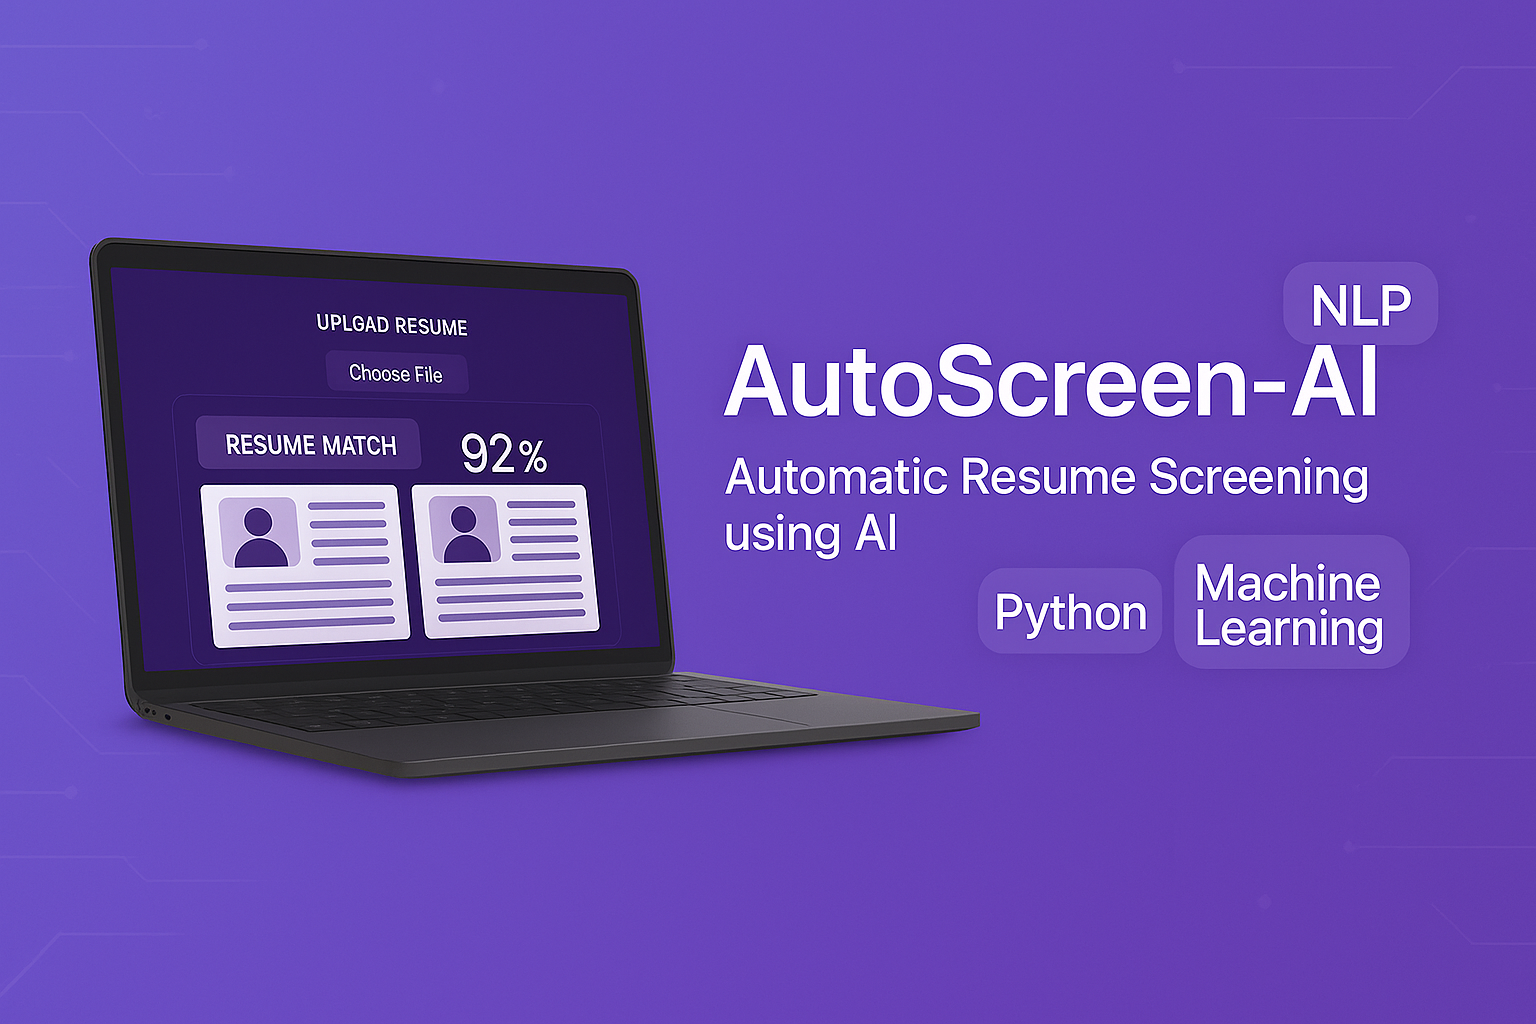 UPLGAD RESUME
Choose File
RESUME MATCH
92%
NLP
AutoScreen-AI
Automatic Resume Screening
using AI
Python
Machine
Learning